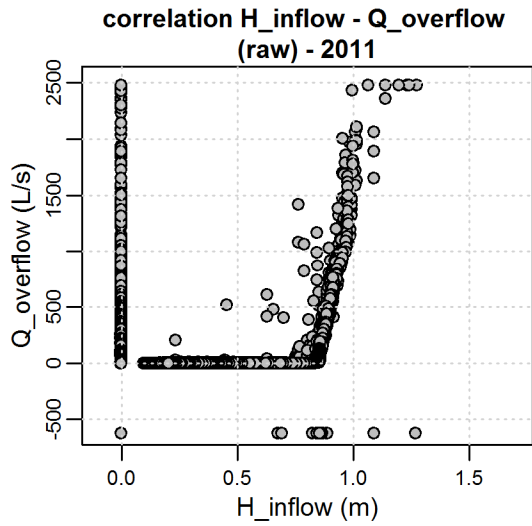 correlation H_inflow - Q_overflow
(raw) - 2011
2500
1500
500
0
-500
Q_overflow (L/s)
0.0 0.5 1.0 1.5
H_inflow (m)